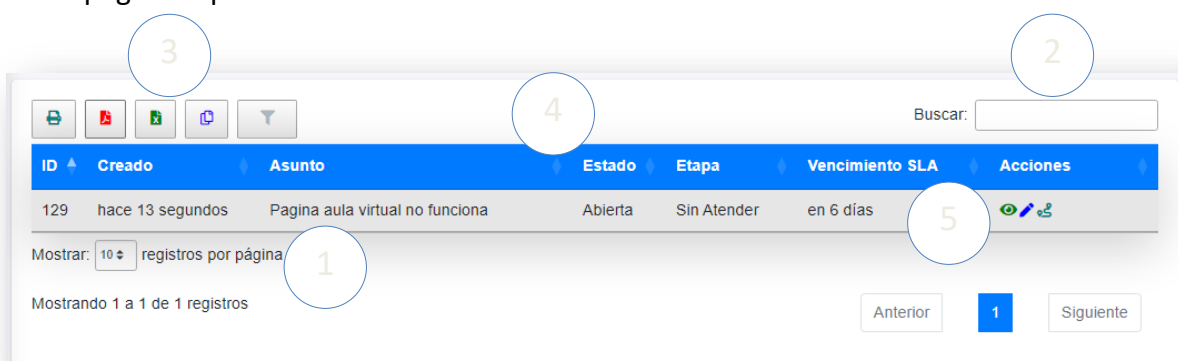 3
2
4
Buscar:
ID Creado Asunto Estado Etapa Vencimiento SLA Acciones
129 hace 13 segundos Pagina aula virtual no funciona Abierta Sin Atender en 6 días
5
Mostrar: 10 registros por página
1
Mostrando 1 a 1 de 1 registros
Anterior 1 Siguiente